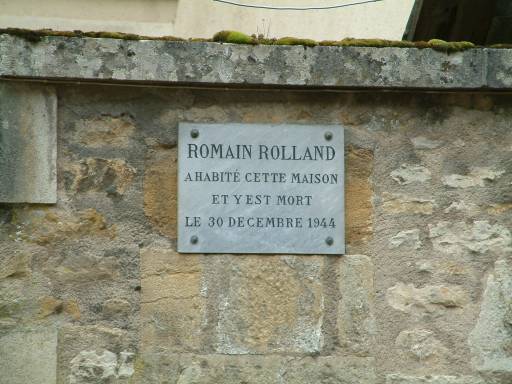 ROMAIN ROLLAND
A HABITÉ CETTE MAISON
ET Y EST MORT
LE 30 DECEMBRE 1944